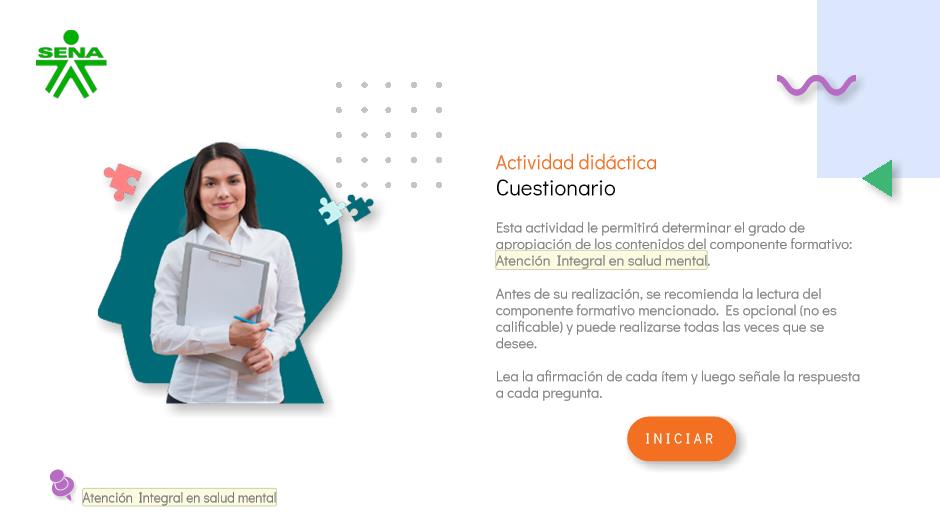 SENA
Actividad didáctica
Cuestionario
Esta actividad le permitirá determinar el grado de
apropiación de los contenidos del componente formativo:
Atención Integral en salud mental.
Antes de su realización, se recomienda la lectura del
componente formativo mencionado. Es opcional (no es
calificable) y puede realizarse todas las veces que se
desee.
Lea la afirmación de cada ítem y luego señale la respuesta
a cada pregunta.
INICIAR
Atención Integral en salud mental